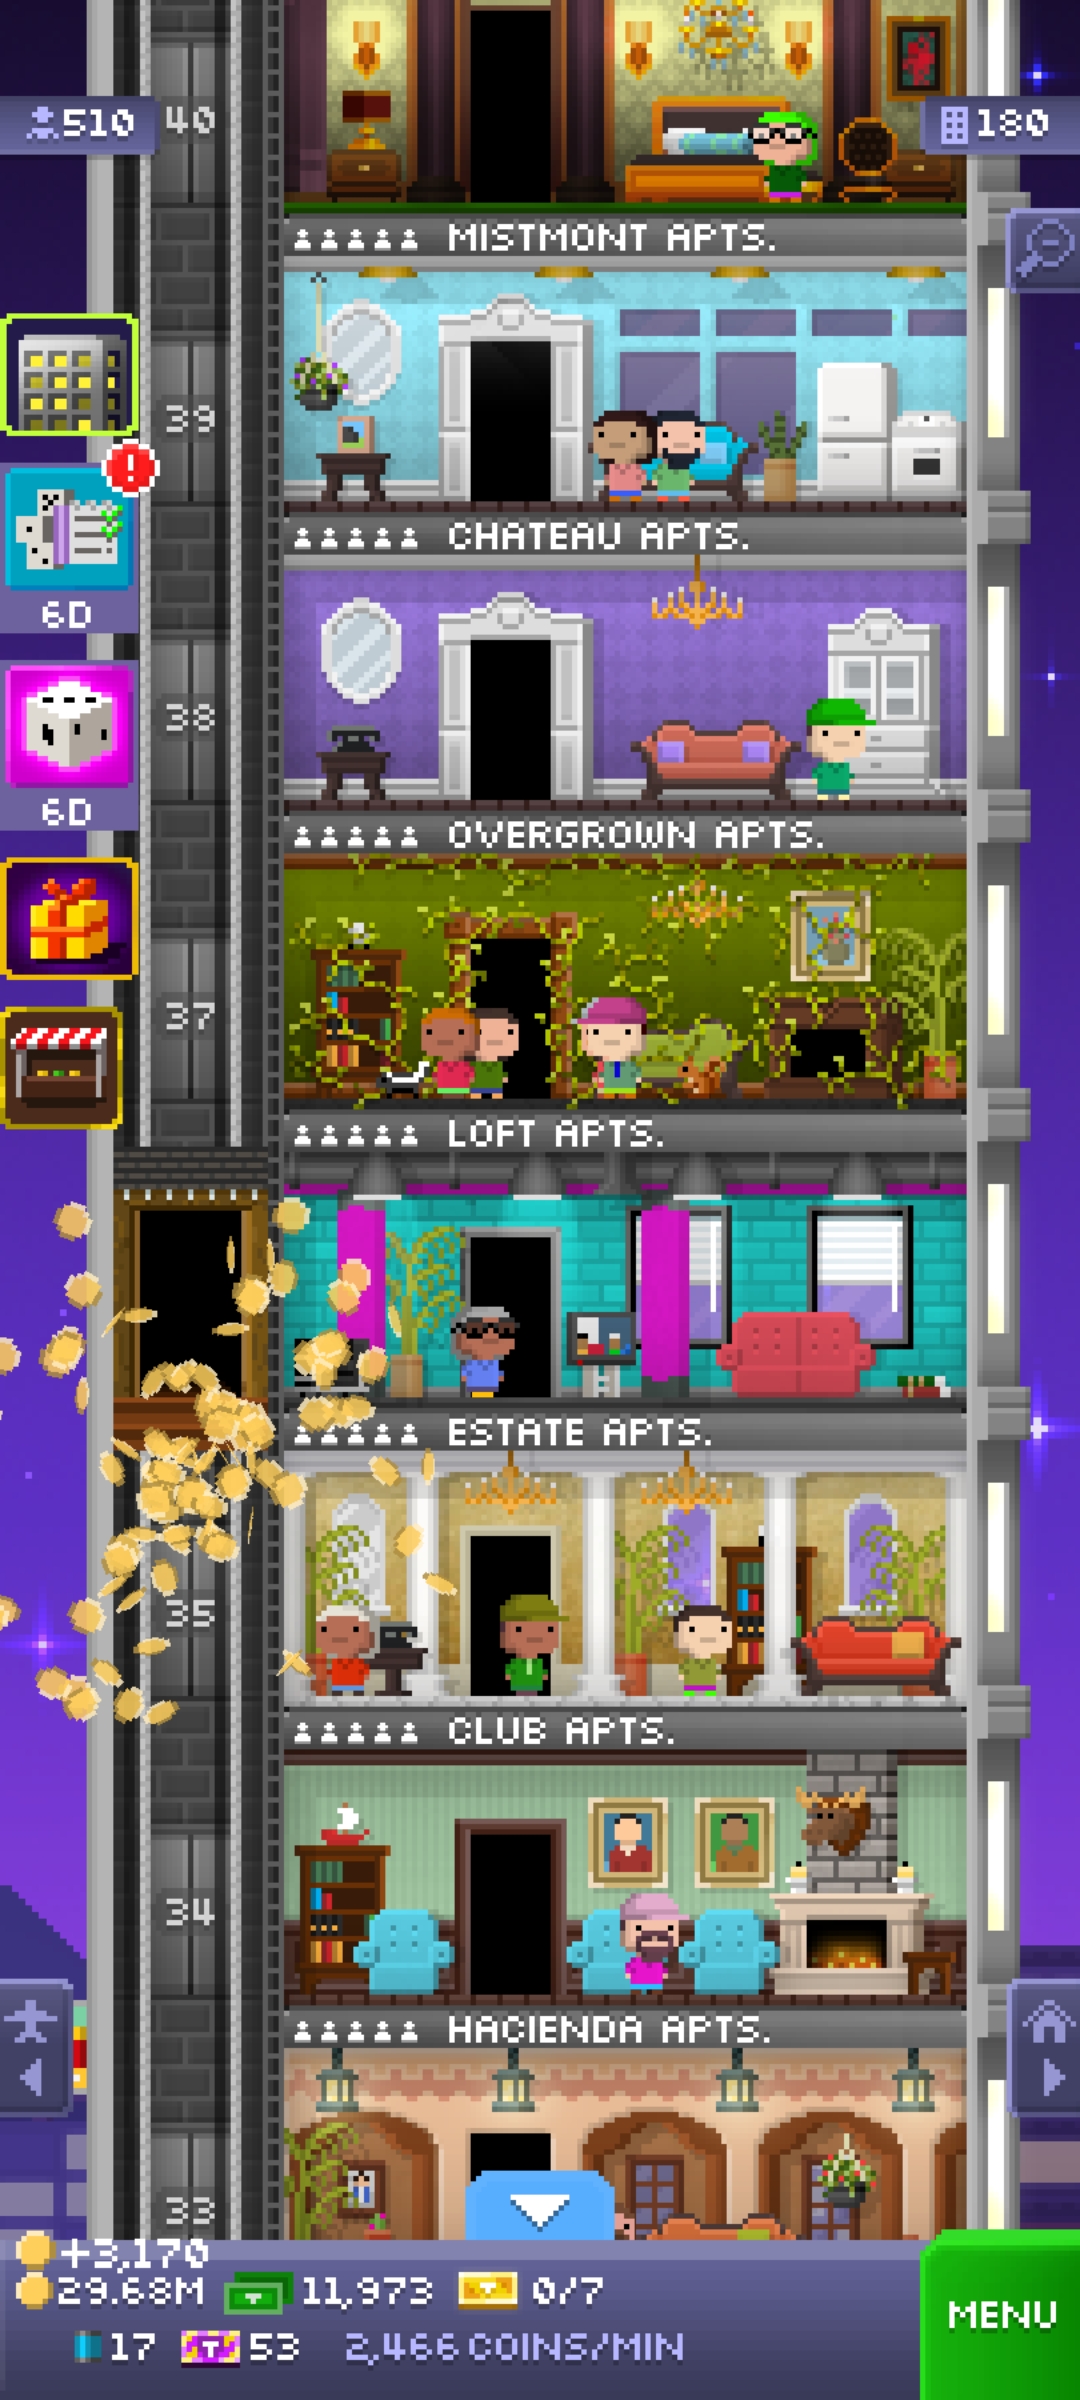 40
510
180
MISTMONT APTS.
39
CHATEAU APTS.
6D
38
6D
OVERGROWN APTS.
37
LOFT APTS.
ESTATE APTS.
35
CLUB APTS.
34
HACIENDA APTS.
33
+3,170
29.68M 11,973 0/7
MENU
17 53 2,466 COINS/MIN